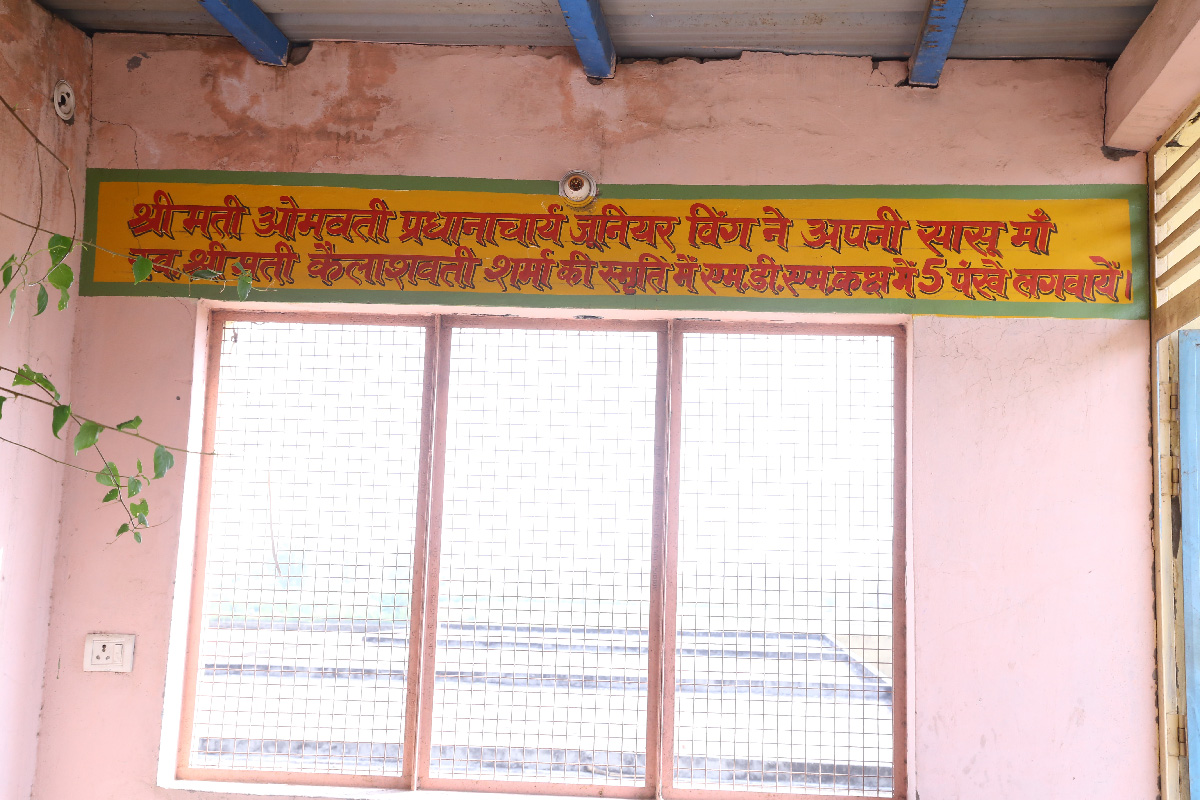 श्रीमती ओमवती प्रधानाचार्य जूनियर विंग ने अपनी सासू माँ
स्व. श्रीमती कैलाशवती शर्मा की स्मृति में एम.डी.एम.कक्ष में 5 पंखे लगवायें।